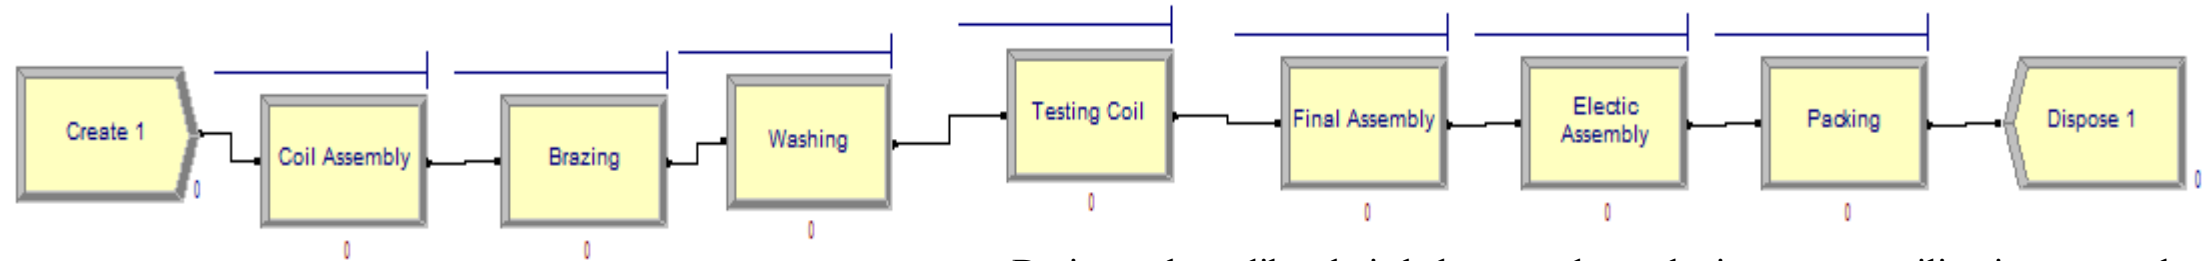 Create 1
0
Coil Assembly
0
Brazing
0
Washing
0
Testing Coil
0
Final Assembly
0
Electic
Assembly
0
Packing
0
Dispose 1
0